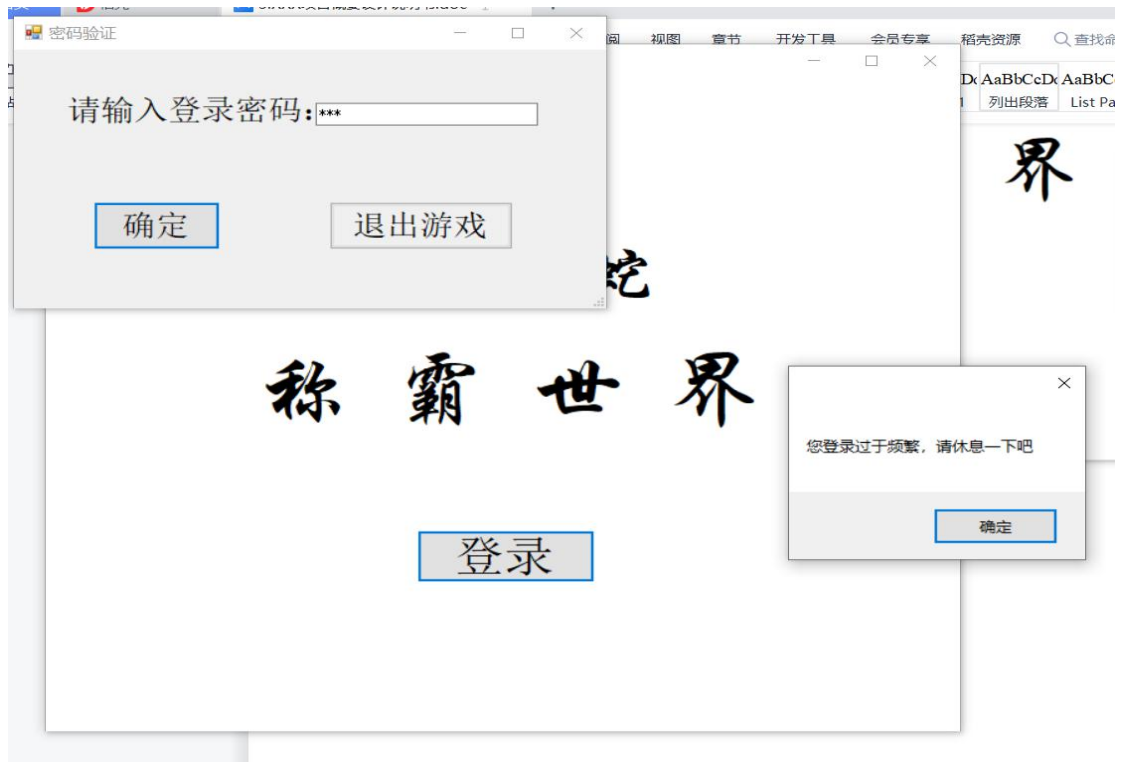 密码验证
视图 章节 开发工具 会员专享 稻壳资源 查找命
请输入登录密码:***
AaBbCcDc AaBbC
列出段落 List Pa
界
确定 退出游戏
蛇
称 霸 世 界
您登录过于频繁，请休息一下吧
确定
登录